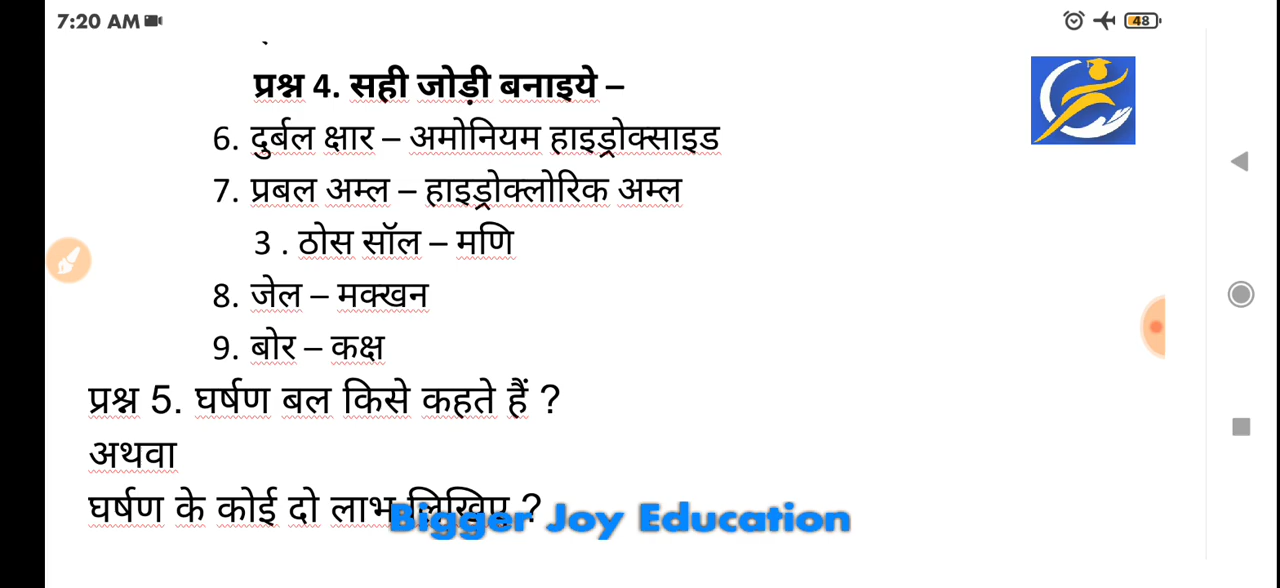 7:20 AM
48
प्रश्न 4. सही जोड़ी बनाइये –
6. दुर्बल क्षार – अमोनियम हाइड्रोक्साइड
7. प्रबल अम्ल – हाइड्रोक्लोरिक अम्ल
3 . ठोस सॉल – मणि
8. जेल – मक्खन
9. बोर – कक्ष
प्रश्न 5. घर्षण बल किसे कहते हैं ?
अथवा
घर्षण के कोई दो लाभ लिखिए ?
Bigger Joy Education